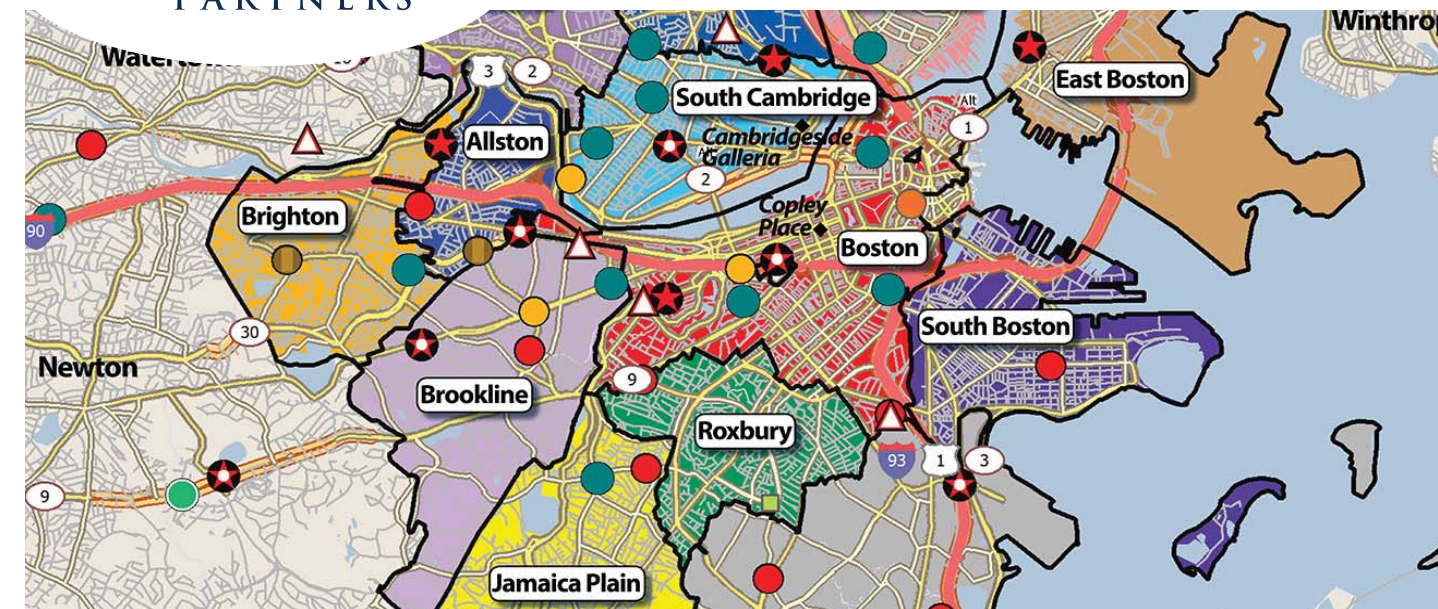 PARTNERS
Winthrop
3
2
East Boston
South Cambridge
Alt
1
Allston
Cambridgeside
Galleria
2
Brighton
Copley
Place
Boston
90
South Boston
30
Newton
9
Brookline
Roxbury
93
1
3
9
Jamaica Plain